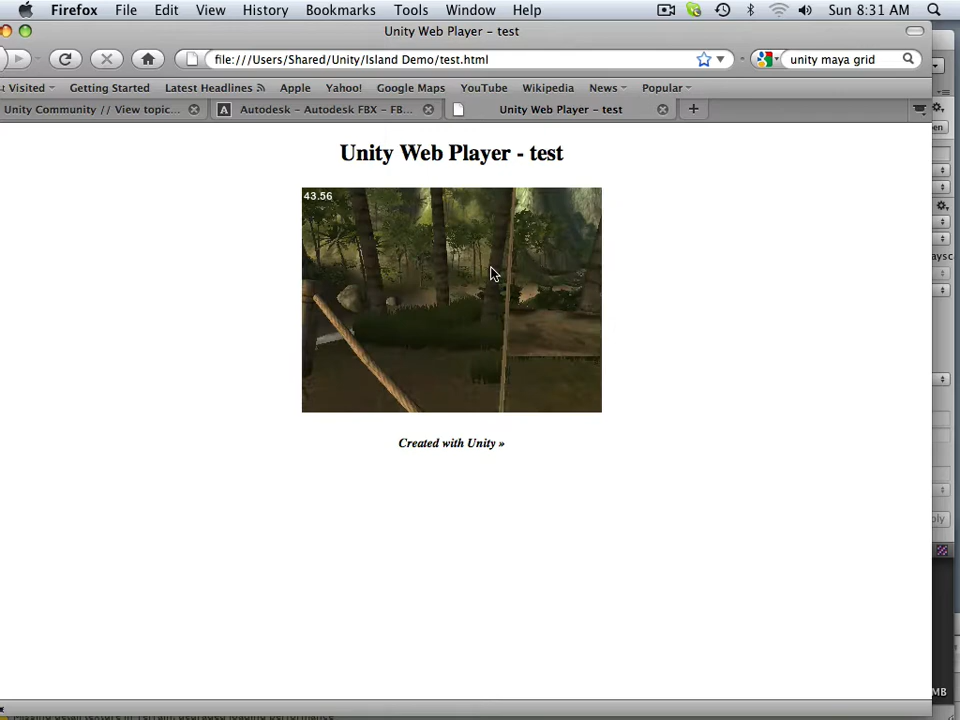 Firefox File Edit View History Bookmarks Tools Window Help Sun 8:31 AM
Unity Web Player - test
file:///Users/Shared/Unity/Island Demo/test.html unity maya grid
t Visited Getting Started Latest Headlines Apple Yahoo! Google Maps YouTube Wikipedia News Popular
Unity Community // View topic... Autodesk - Autodesk FBX - FB... Unity Web Player - test
Unity Web Player - test
43.56
Created with Unity »
MB